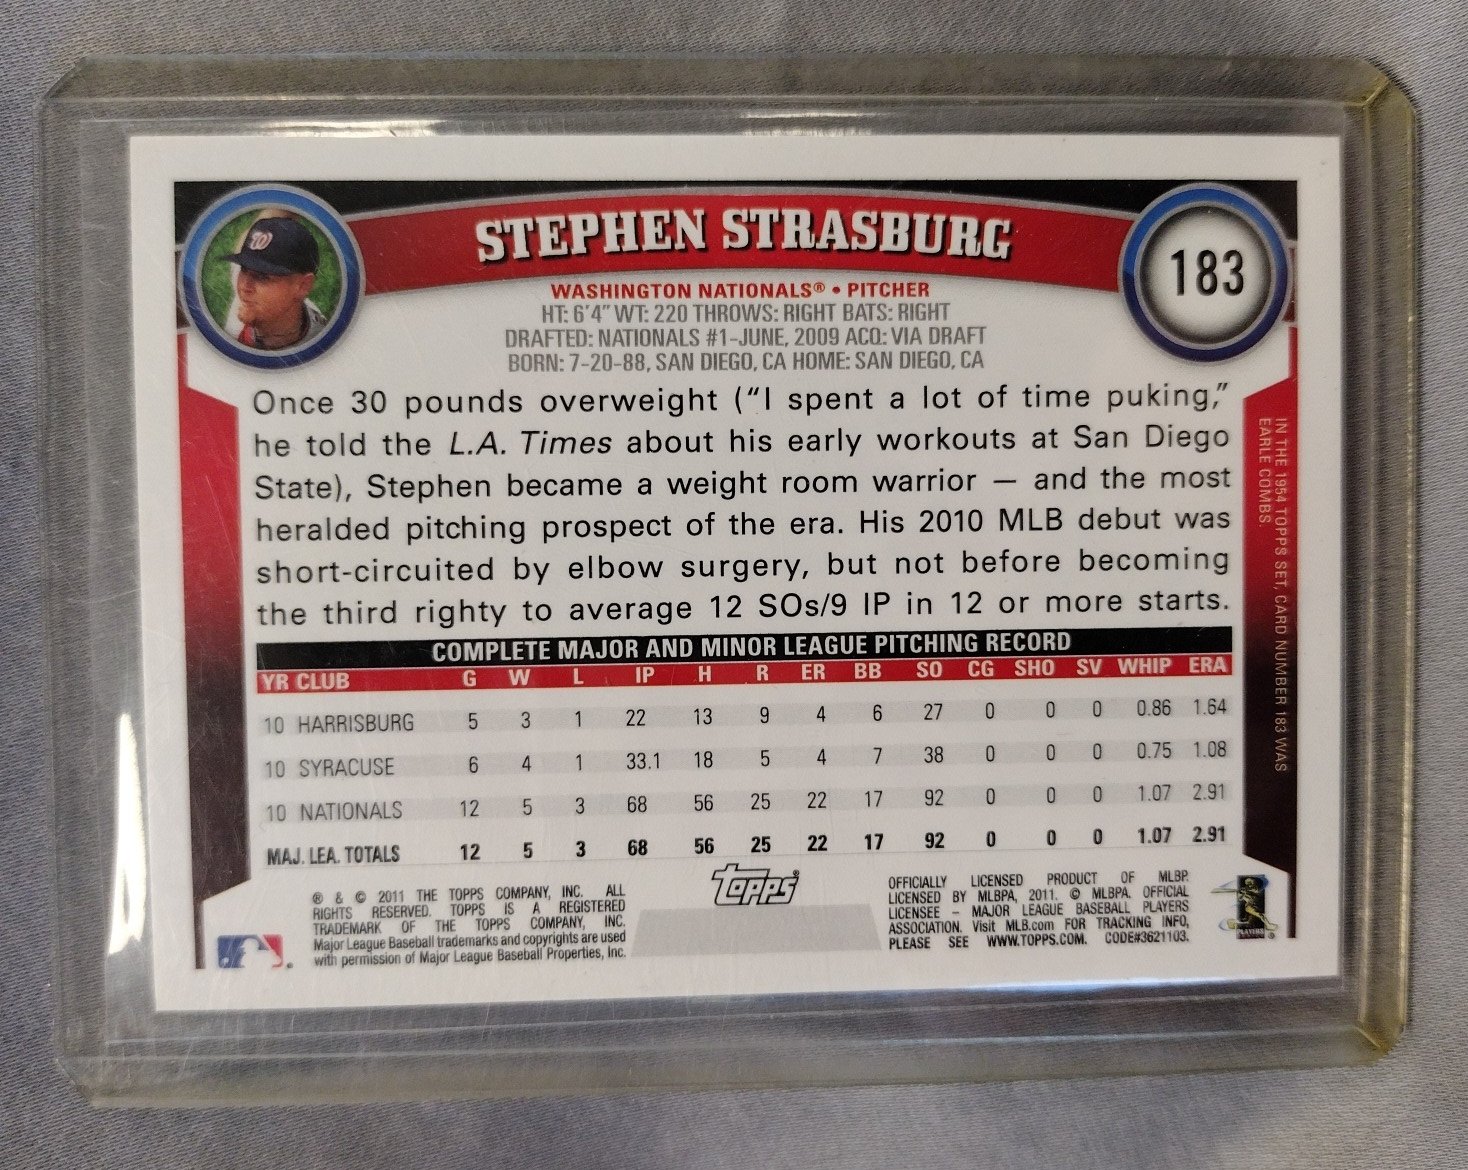 STEPHEN STRASBURG
183
WASHINGTON NATIONALS® • PITCHER
HT: 6'4" WT: 220 THROWS: RIGHT BATS: RIGHT
DRAFTED: NATIONALS #1-JUNE, 2009 ACQ: VIA DRAFT
BORN: 7-20-88, SAN DIEGO, CA HOME: SAN DIEGO, CA
Once 30 pounds overweight (“I spent a lot of time puking,”
he told the L.A. Times about his early workouts at San Diego
State), Stephen became a weight room warrior — and the most
heralded pitching prospect of the era. His 2010 MLB debut was
short-circuited by elbow surgery, but not before becoming
the third righty to average 12 SOs/9 IP in 12 or more starts.
IN THE 1954 TOPPS SET, CARD NUMBER 183 WAS
EARLE COMBS.
COMPLETE MAJOR AND MINOR LEAGUE PITCHING RECORD
YR CLUB G W L IP H R ER BB SO CG SHO SV WHIP ERA
10 HARRISBURG 5 3 1 22 13 9 4 6 27 0 0 0 0.86 1.64
10 SYRACUSE 6 4 1 33.1 18 5 4 7 38 0 0 0 0.75 1.08
10 NATIONALS 12 5 3 68 56 25 22 17 92 0 0 0 1.07 2.91
MAJ. LEA. TOTALS 12 5 3 68 56 25 22 17 92 0 0 0 1.07 2.91
® & © 2011 THE TOPPS COMPANY, INC. ALL
RIGHTS RESERVED. TOPPS IS A REGISTERED
TRADEMARK OF THE TOPPS COMPANY, INC.
Major League Baseball trademarks and copyrights are used
with permission of Major League Baseball Properties, Inc.
Topps®
OFFICIALLY LICENSED PRODUCT OF MLBP.
LICENSED BY MLBPA, 2011. © MLBPA. OFFICIAL
LICENSEE – MAJOR LEAGUE BASEBALL PLAYERS
ASSOCIATION. Visit MLB.com FOR TRACKING INFO,
PLEASE SEE WWW.TOPPS.COM. CODE#3621103.
PLAYERS